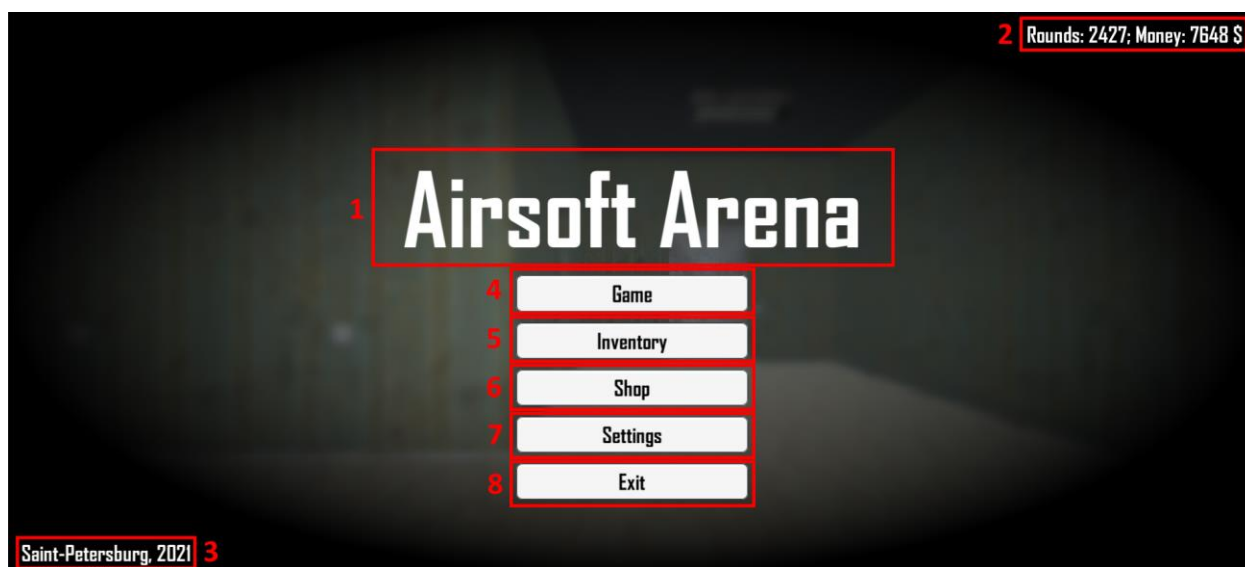 2 Rounds: 2427; Money: 7648 $
1 Airsoft Arena
4 Game
5 Inventory
6 Shop
7 Settings
8 Exit
Saint-Petersburg, 2021 3